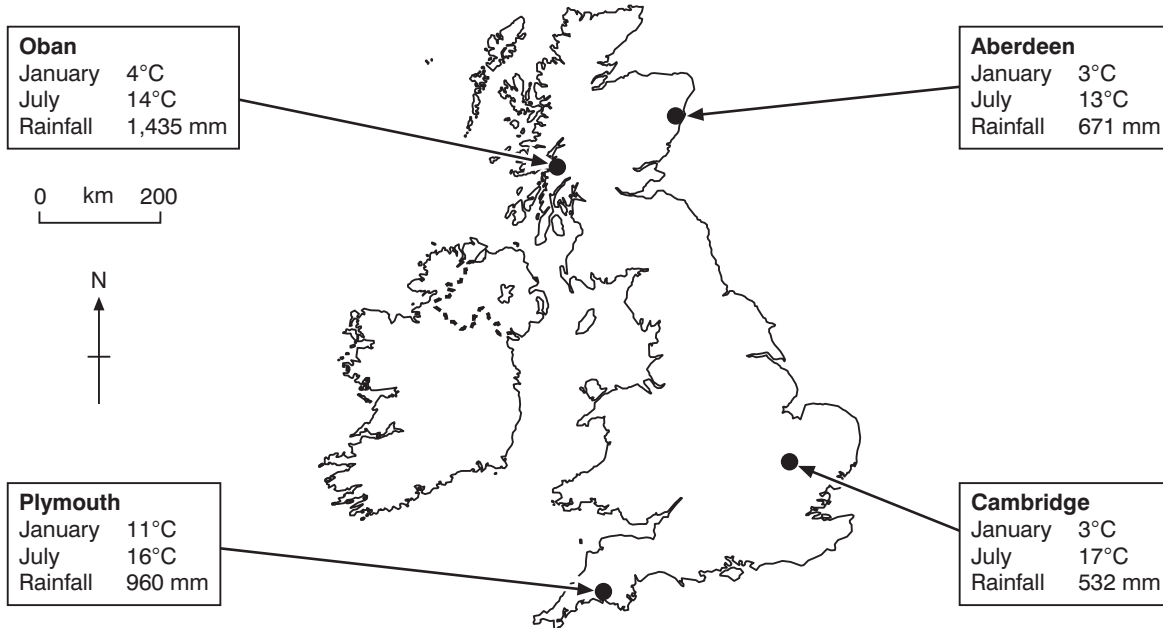 Oban
January 4°C
July 14°C
Rainfall 1,435 mm
Aberdeen
January 3°C
July 13°C
Rainfall 671 mm
0 km 200
N
Plymouth
January 11°C
July 16°C
Rainfall 960 mm
Cambridge
January 3°C
July 17°C
Rainfall 532 mm